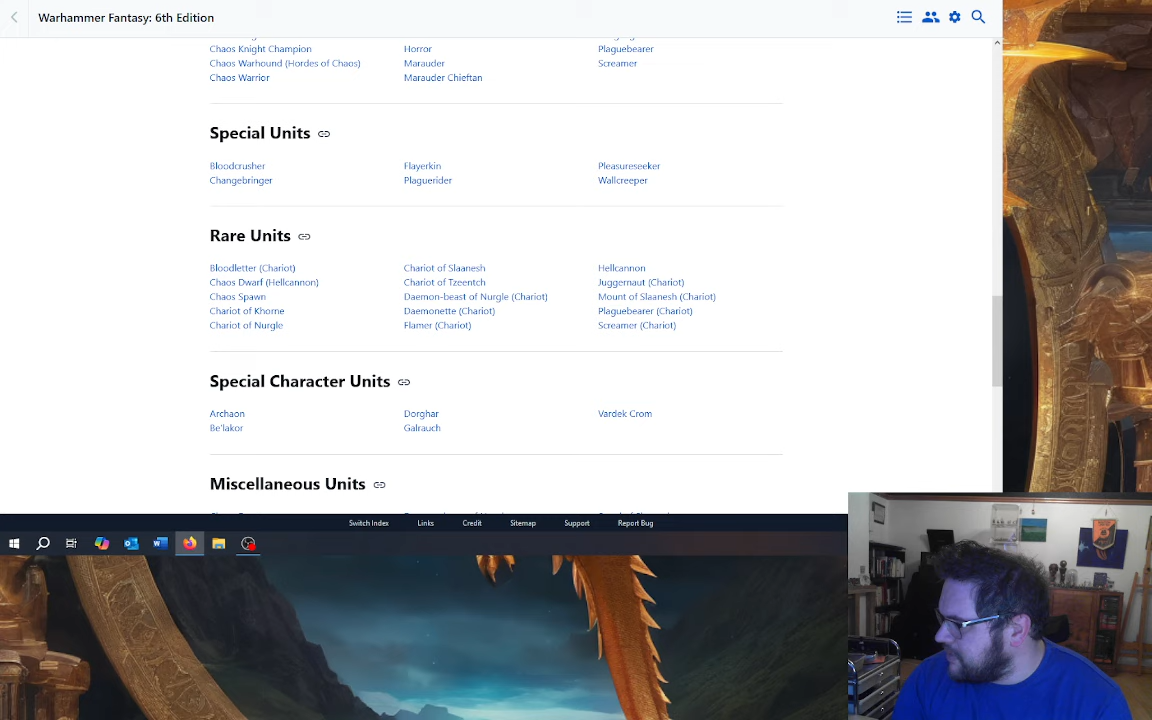 Warhammer Fantasy: 6th Edition
Chaos Knight Champion Horror Plaguebearer
Chaos Warhound (Hordes of Chaos) Marauder Screamer
Chaos Warrior Marauder Chieftan
Special Units
Bloodcrusher Flayerkin Pleasureseeker
Changebringer Plaguerider Wallcreeper
Rare Units
Bloodletter (Chariot) Chariot of Slaanesh Hellcannon
Chaos Dwarf (Hellcannon) Chariot of Tzeentch Juggernaut (Chariot)
Chaos Spawn Daemon-beast of Nurgle (Chariot) Mount of Slaanesh (Chariot)
Chariot of Khorne Daemonette (Chariot) Plaguebearer (Chariot)
Chariot of Nurgle Flamer (Chariot) Screamer (Chariot)
Special Character Units
Archaon Dorghar Vardek Crom
Be'lakor Galrauch
Miscellaneous Units
Switch Index Links Credit Sitemap Support Report Bug